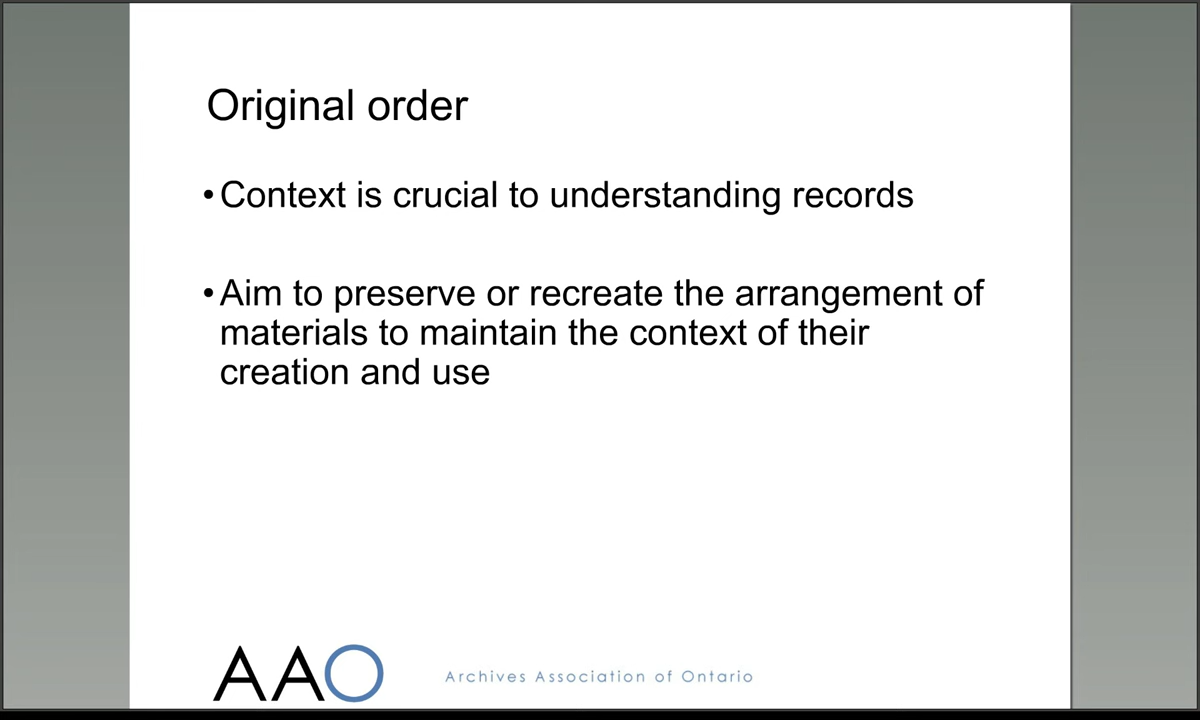 Original order
•Context is crucial to understanding records
•Aim to preserve or recreate the arrangement of
materials to maintain the context of their
creation and use
AAO
Archives Association of Ontario